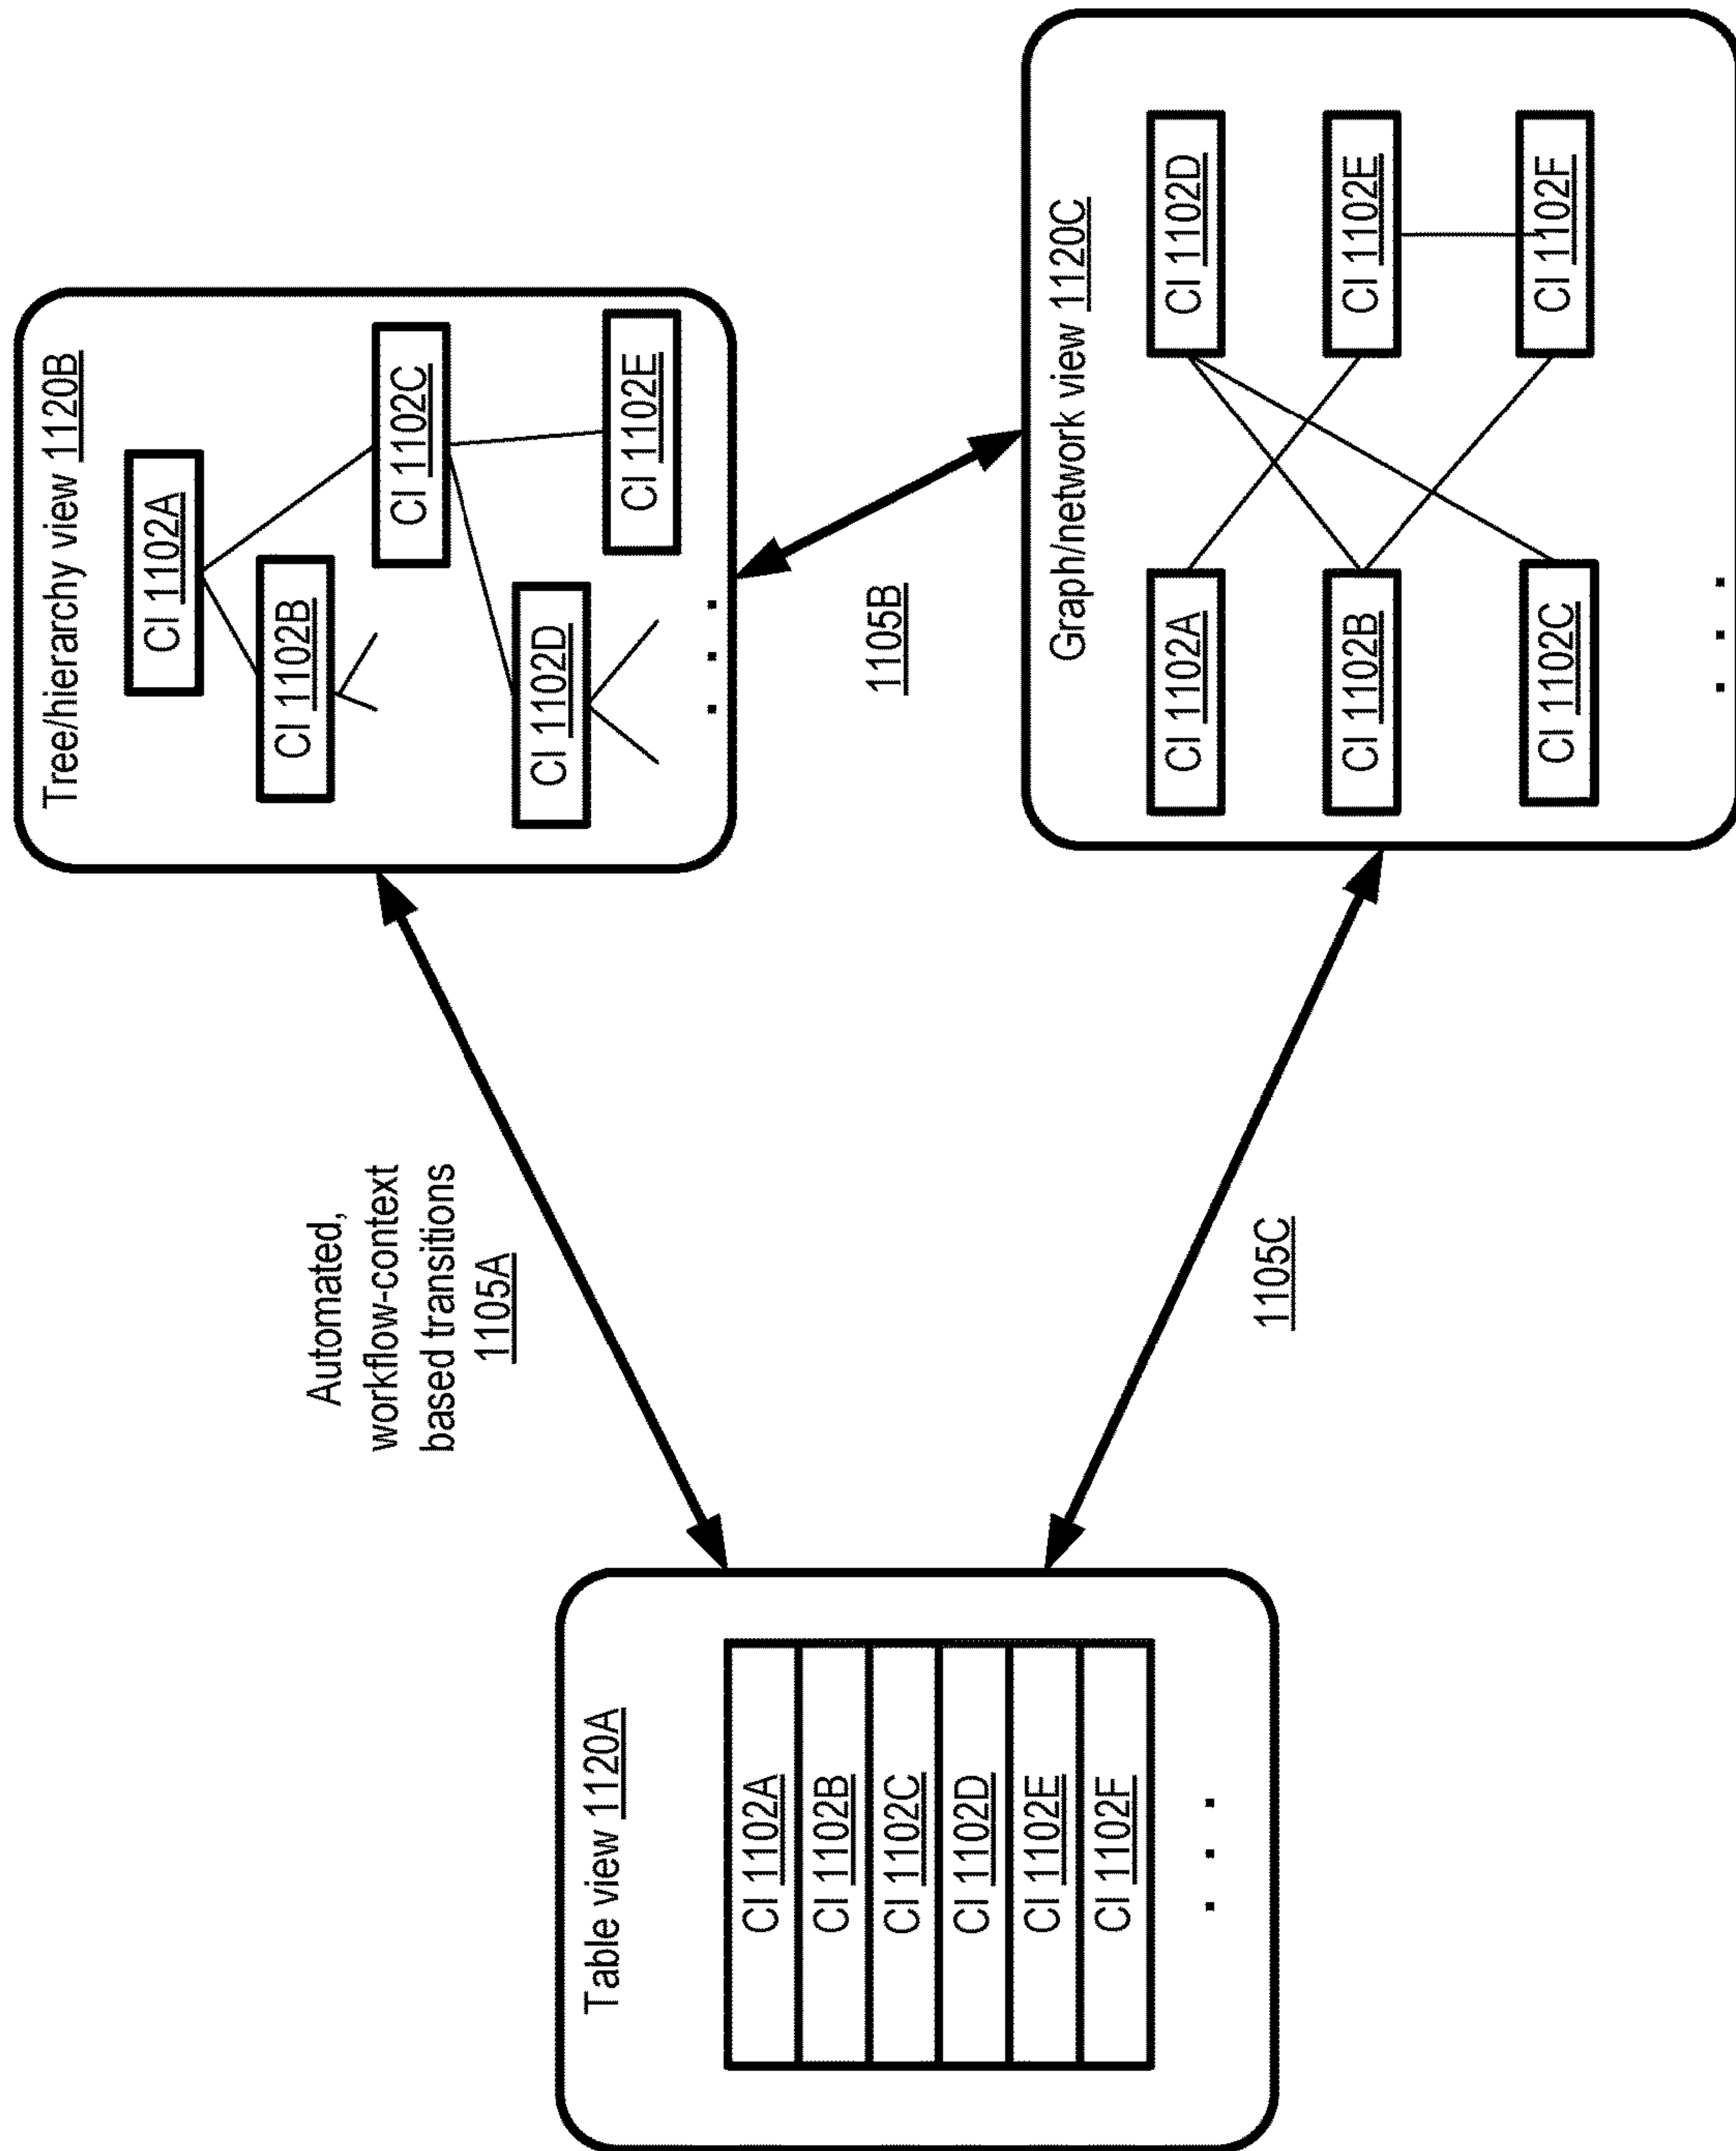 Table view 1120A
CI 1102A
CI 1102B
CI 1102C
CI 1102D
CI 1102E
CI 1102F
. . .
Automated,
workflow-context
based transitions
1105A
Tree/hierarchy view 1120B
CI 1102A
CI 1102B
CI 1102C
CI 1102D
CI 1102E
. . .
1105B
1105C
Graph/network view 1120C
CI 1102A
CI 1102D
CI 1102B
CI 1102E
CI 1102C
CI 1102F
. . .